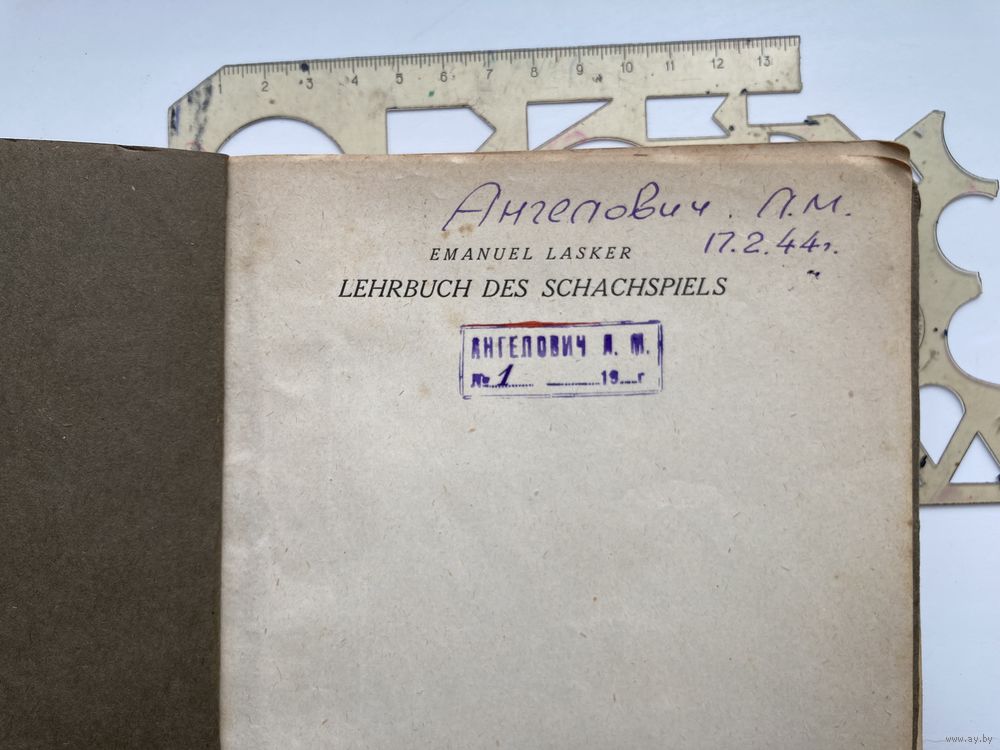 1 2 3 4 5 6 7 8 9 10 11 12 13
Ангелович. Л.М.
17.2.44г.
EMANUEL LASKER
LEHRBUCH DES SCHACHSPIELS
АНГЕЛОВИЧ Л. М.
№ 1 19 г
www.ay.by